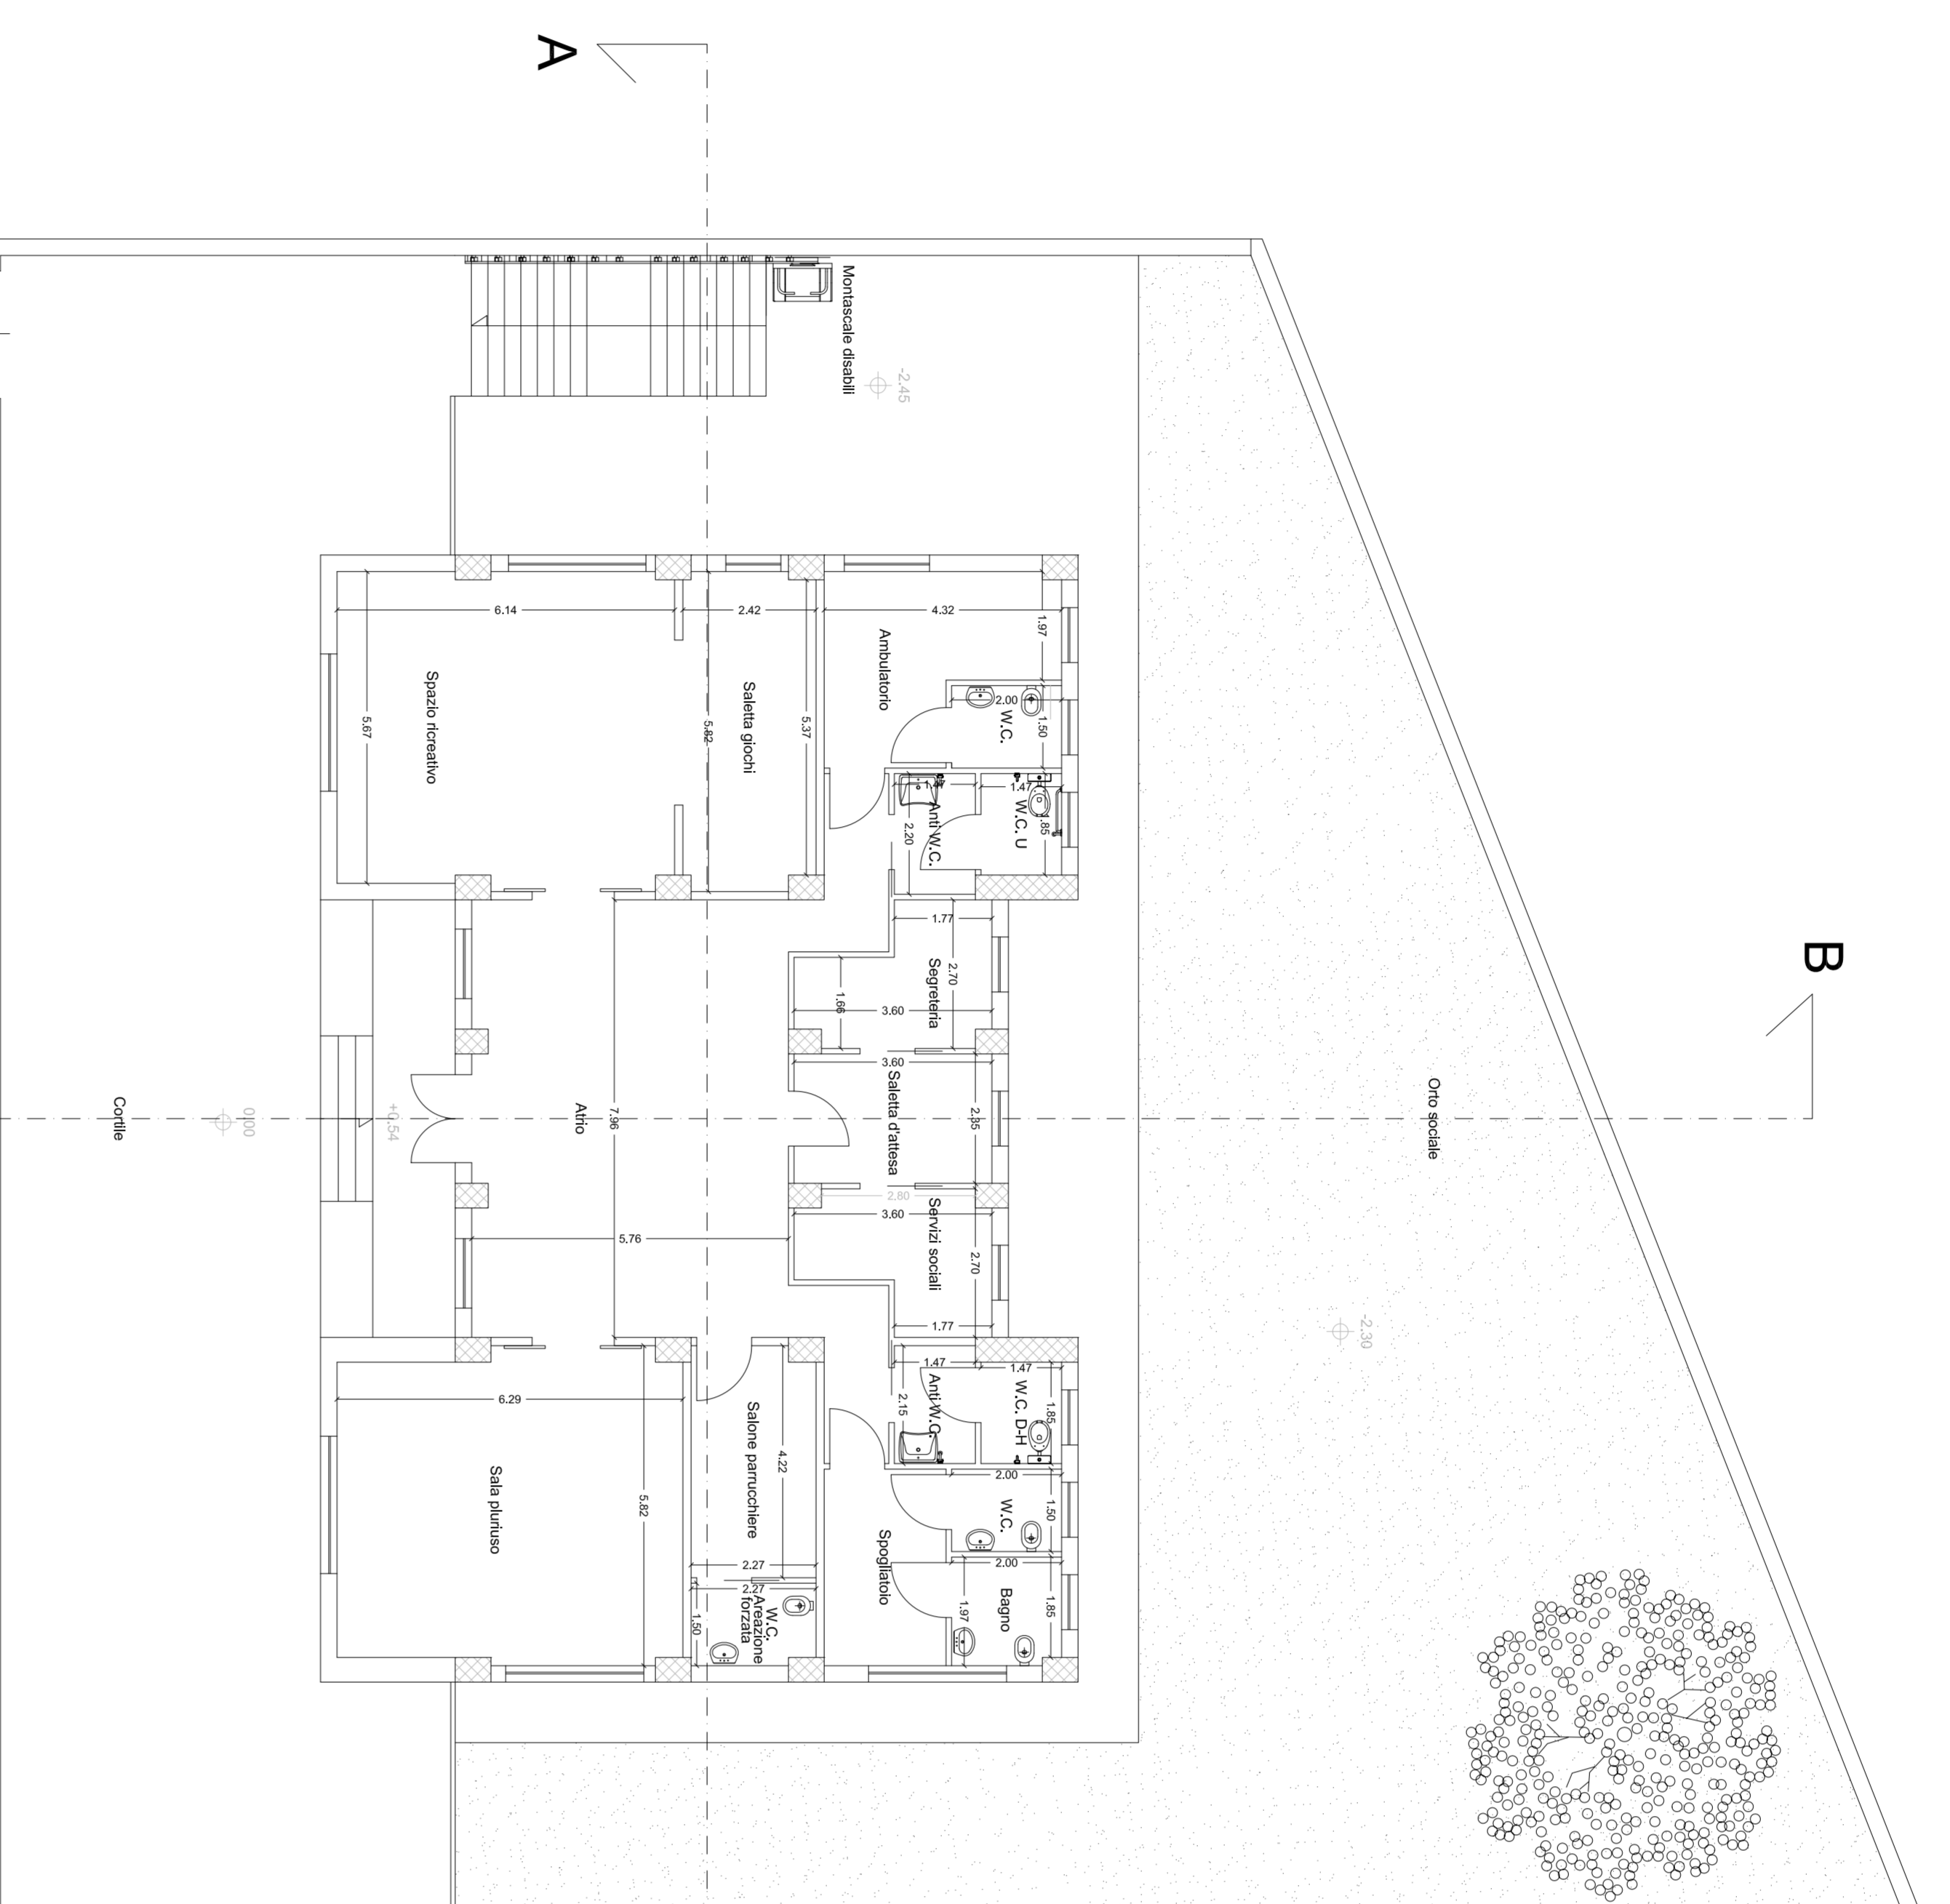 A
B
Montascale disabili
-2.45
6.14
2.42
4.32
1.97
Ambulatorio
Spazio ricreativo
Saletta giochi
5.67
5.82
5.37
2.00
W.C.
1.50
1.47
1.47
W.C. U
1.85
Anti W.C.
2.20
1.77
2.70
Segreteria
1.66
3.60
3.60
Saletta d'attesa
2.35
Orto sociale
Cortile
0.00
+0.54
Atrio
7.96
2.80
3.60
Servizi sociali
5.76
2.70
1.77
-2.30
1.47
1.47
W.C. D-H
1.85
Anti W.C.
2.15
6.29
Salone parrucchiere
4.22
Sala pluriuso
5.82
2.00
W.C.
1.50
Spogliatoio
2.27
2.00
2.27
W.C.
Areazione
forzata
1.50
1.97
Bagno
1.85